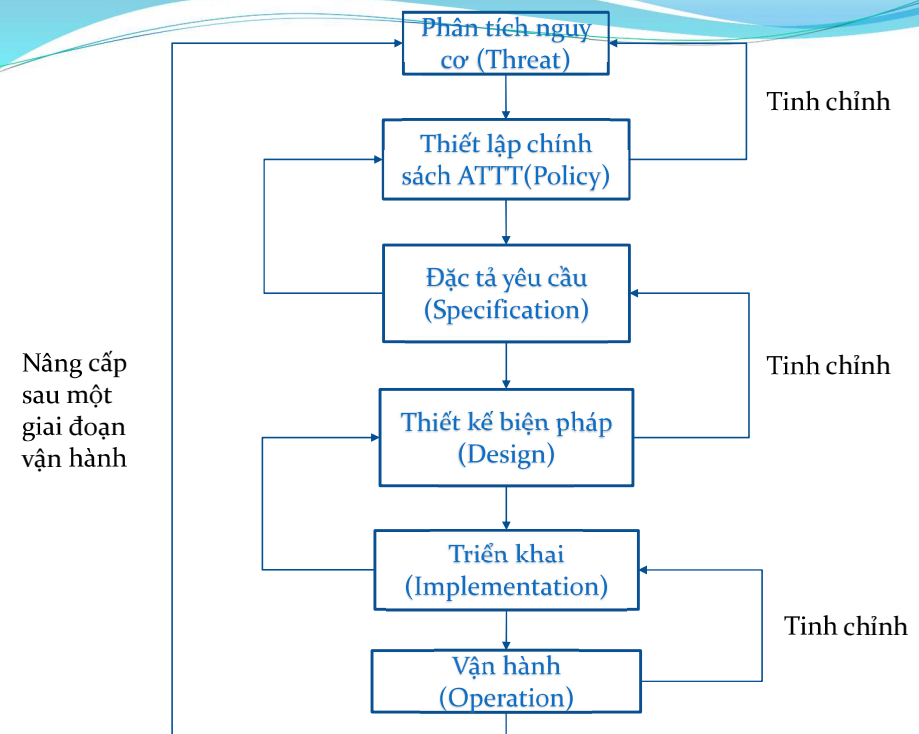 Phân tích nguy
cơ (Threat)
Tinh chỉnh
Thiết lập chính
sách ATTT(Policy)
Đặc tả yêu cầu
(Specification)
Nâng cấp
sau một
giai đoạn
vận hành
Tinh chỉnh
Thiết kế biện pháp
(Design)
Triển khai
(Implementation)
Tinh chỉnh
Vận hành
(Operation)